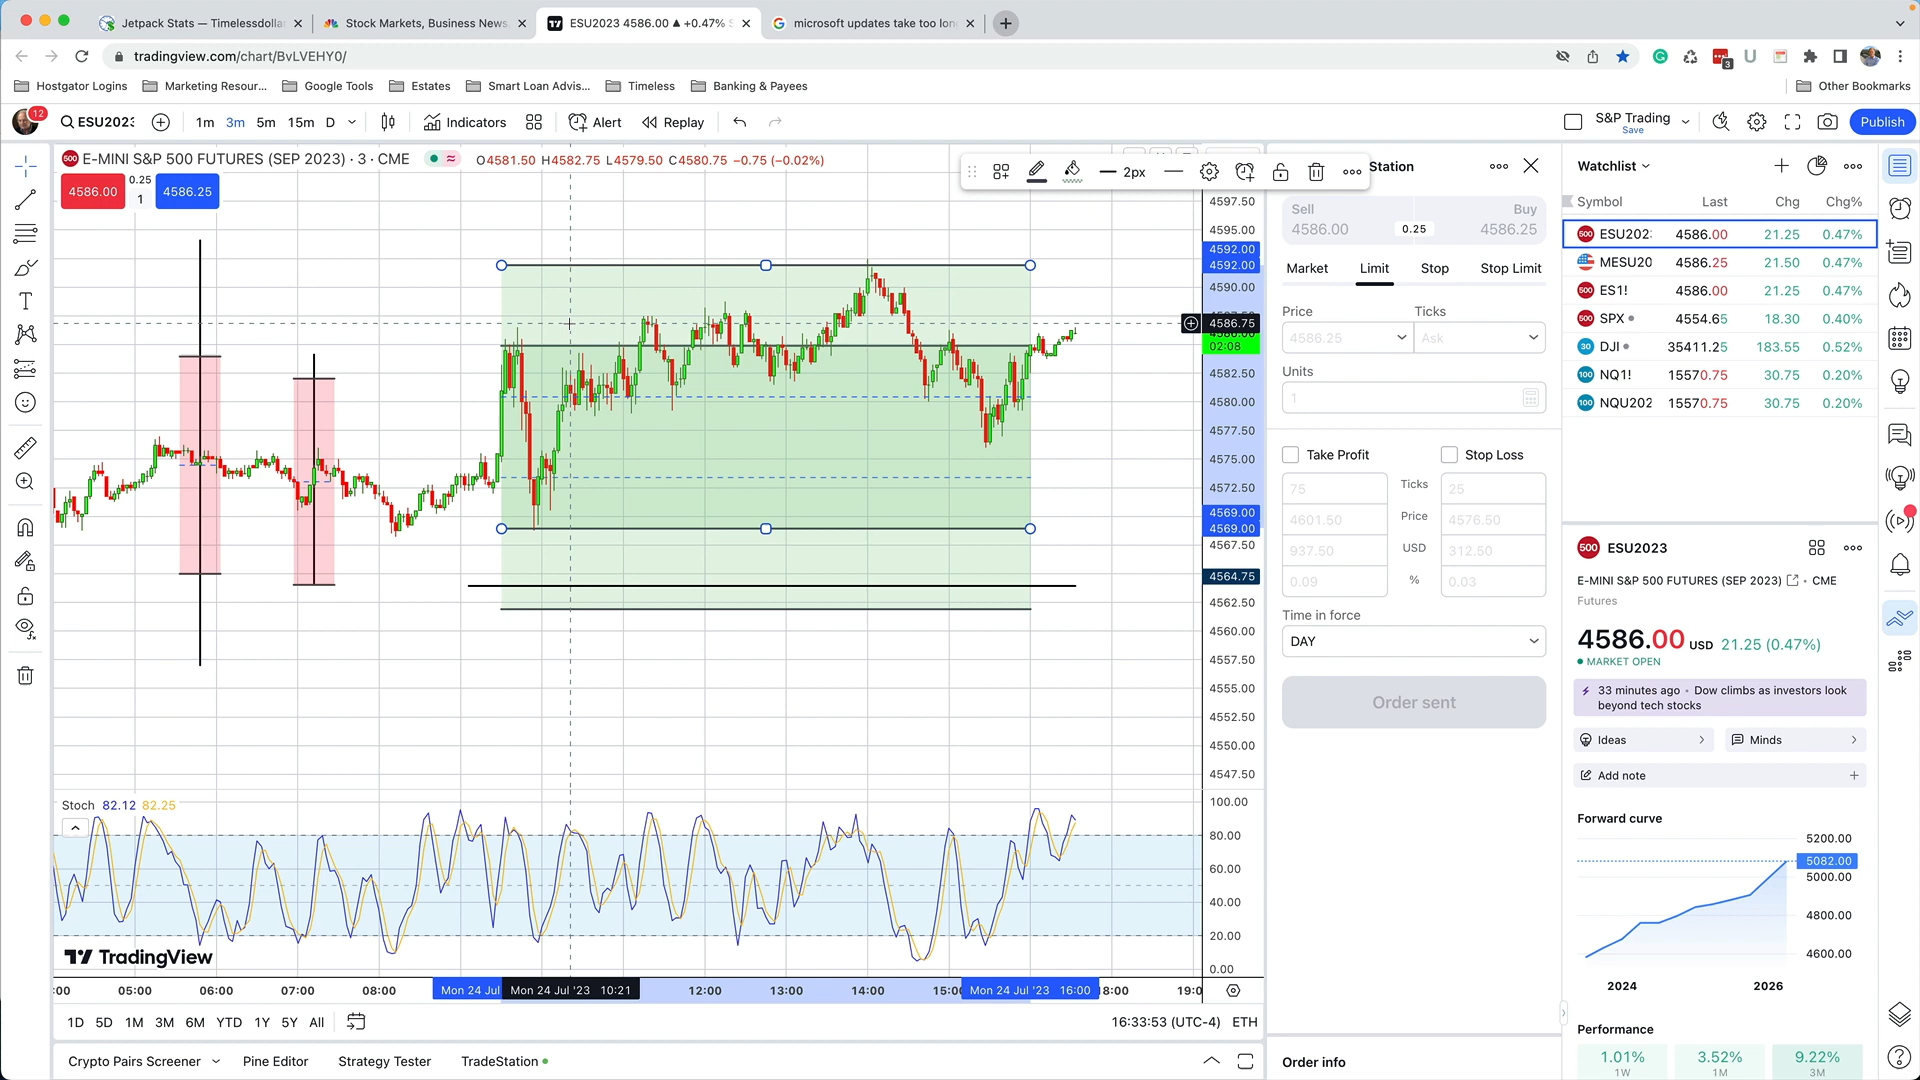 Jetpack Stats — Timelessdollar
Stock Markets, Business News
ESU2023 4586.00 ▲ +0.47%
microsoft updates take too lon
tradingview.com/chart/BvLVEHY0/
3
Hostgator Logins
Marketing Resour...
Google Tools
Estates
Smart Loan Advis...
Timeless
Banking & Payees
Other Bookmarks
12
ESU2023
1m 3m 5m 15m D
Indicators
Alert
Replay
S&P Trading
Save
Publish
E-MINI S&P 500 FUTURES (SEP 2023) · 3 · CME
O4581.50 H4582.75 L4579.50 C4580.75 −0.75 (−0.02%)
4586.00
0.25
1
4586.25
2px
4597.50
4595.00
4592.00
4592.00
4590.00
4586.75
02:08
4582.50
4580.00
4577.50
4575.00
4572.50
4569.00
4569.00
4567.50
4564.75
4562.50
4560.00
4557.50
4555.00
4552.50
4550.00
4547.50
Stoch 82.12 82.25
100.00
80.00
60.00
40.00
20.00
0.00
TradingView
:00 05:00 06:00 07:00 08:00 Mon 24 Jul Mon 24 Jul '23 10:21 12:00 13:00 14:00 15:00 Mon 24 Jul '23 16:00 18:00 19:0
1D 5D 1M 3M 6M YTD 1Y 5Y All
16:33:53 (UTC-4) ETH
Crypto Pairs Screener
Pine Editor
Strategy Tester
TradeStation
Station
Sell
4586.00
0.25
Buy
4586.25
Market Limit Stop Stop Limit
Price
4586.25
Ticks
Ask
Units
1
Take Profit
Stop Loss
75 Ticks 25
4601.50 Price 4576.50
937.50 USD 312.50
0.09 % 0.03
Time in force
DAY
Order sent
Order info
Watchlist
Symbol Last Chg Chg%
500 ESU202 4586.00 21.25 0.47%
MESU20 4586.25 21.50 0.47%
500 ES1! 4586.00 21.25 0.47%
500 SPX 4554.65 18.30 0.40%
30 DJI 35411.25 183.55 0.52%
100 NQ1! 15570.75 30.75 0.20%
100 NQU202 15570.75 30.75 0.20%
500 ESU2023
E-MINI S&P 500 FUTURES (SEP 2023) • CME
Futures
4586.00 USD 21.25 (0.47%)
MARKET OPEN
33 minutes ago • Dow climbs as investors look
beyond tech stocks
Ideas
Minds
Add note
Forward curve
5200.00
5082.00
5000.00
4800.00
4600.00
2024 2026
Performance
1.01% 3.52% 9.22%
1W 1M 3M